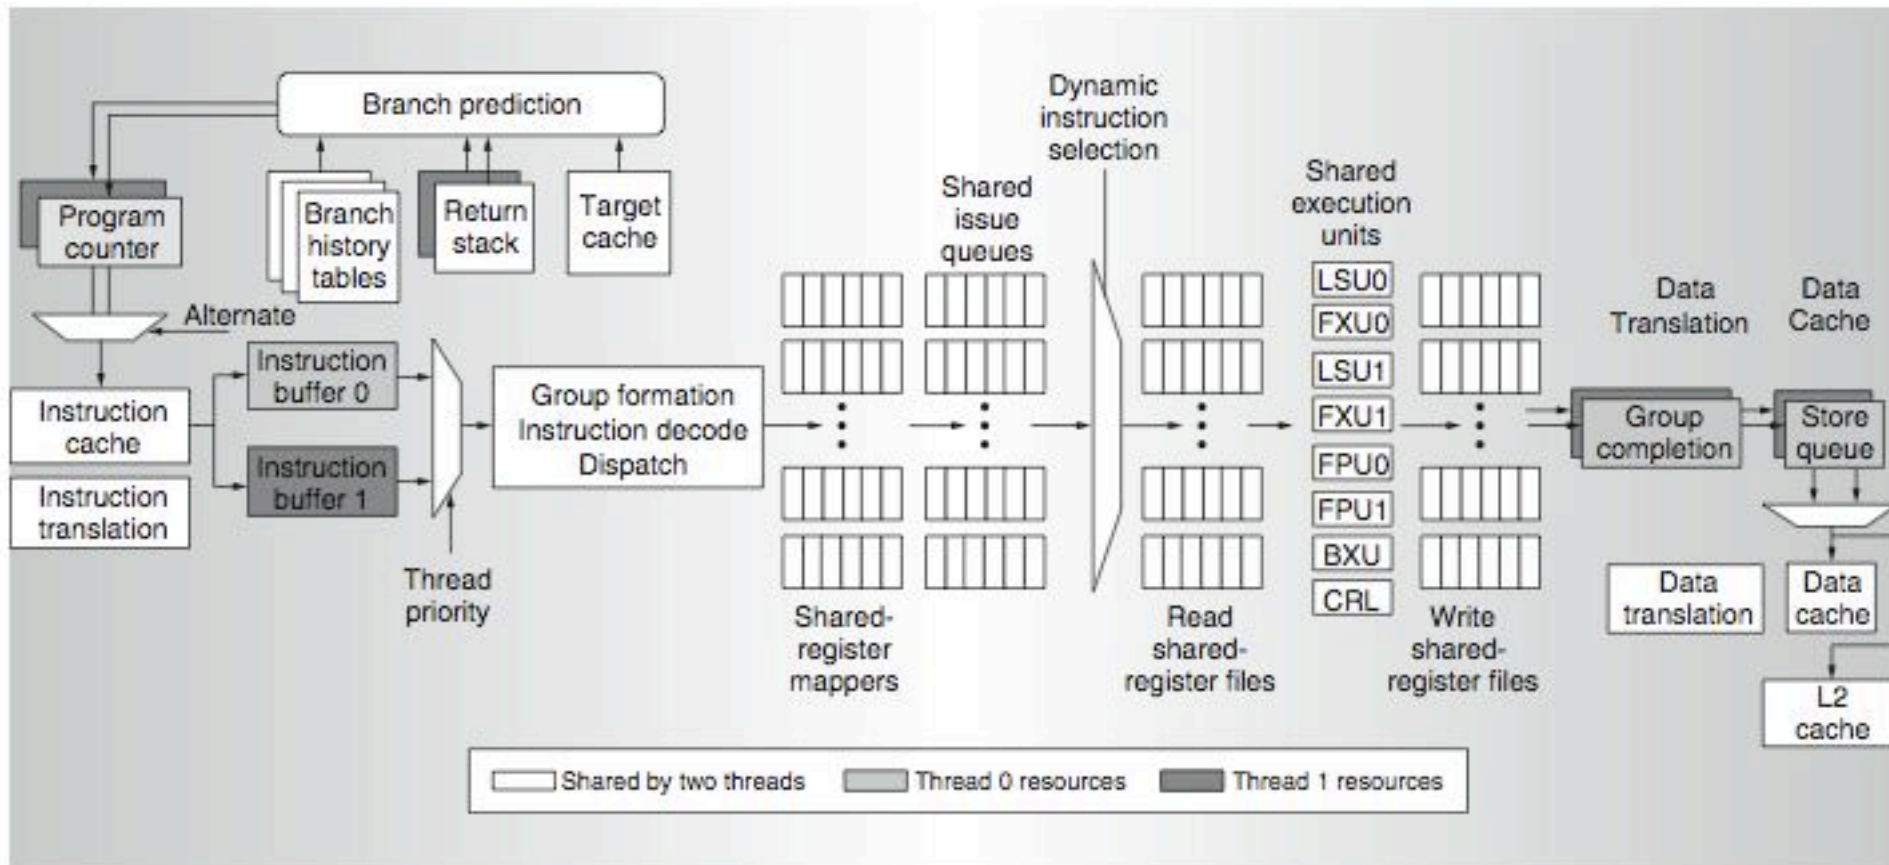 Branch prediction
Program
counter
Branch
history
tables
Return
stack
Target
cache
Alternate
Instruction
cache
Instruction
translation
Instruction
buffer 0
Instruction
buffer 1
Thread
priority
Group formation
Instruction decode
Dispatch
Shared-
register
mappers
Shared
issue
queues
Dynamic
instruction
selection
Read
shared-
register files
Shared
execution
units
LSU0
FXU0
LSU1
FXU1
FPU0
FPU1
BXU
CRL
Write
shared-
register files
Data
Translation
Data
Cache
Group
completion
Store
queue
Data
translation
Data
cache
L2
cache
Shared by two threads
Thread 0 resources
Thread 1 resources